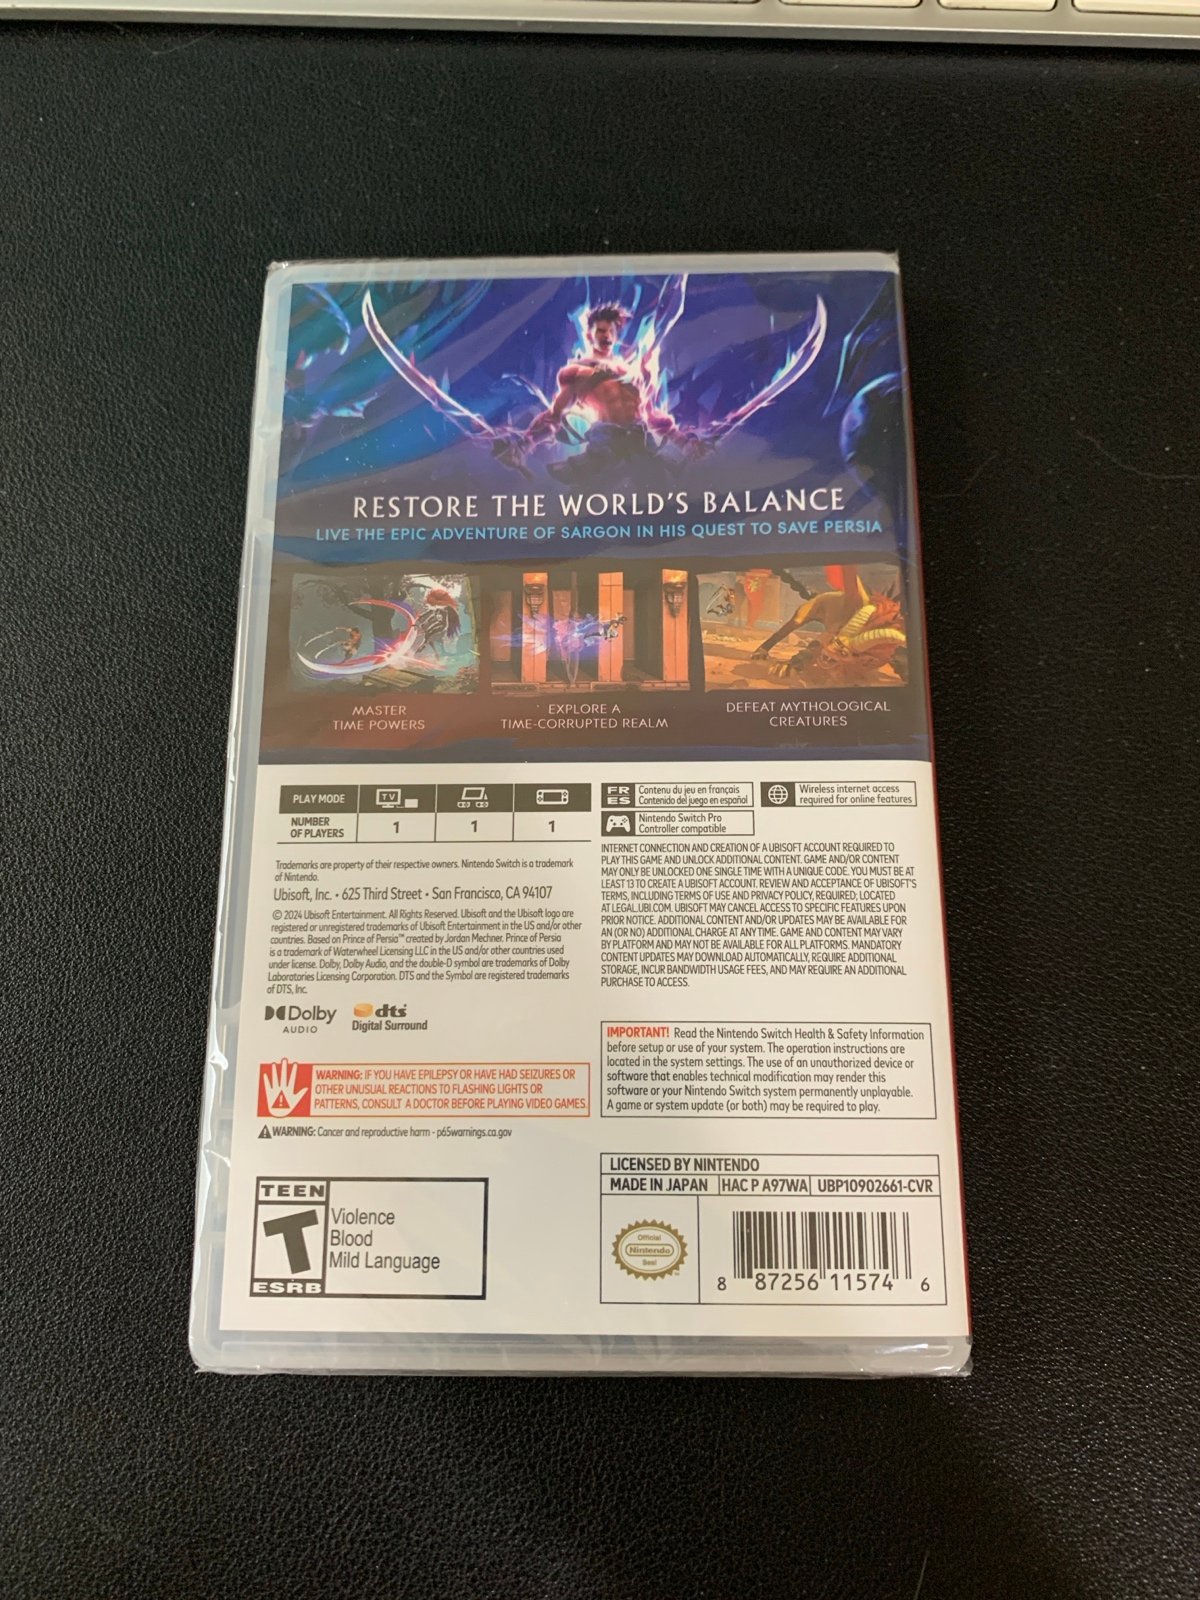 RESTORE THE WORLD'S BALANCE
LIVE THE EPIC ADVENTURE OF SARGON IN HIS QUEST TO SAVE PERSIA
MASTER
TIME POWERS
EXPLORE A
TIME-CORRUPTED REALM
DEFEAT MYTHOLOGICAL
CREATURES
PLAY MODE
TV
NUMBER
OF PLAYERS
1
1
1
FR
ES
Contenu du jeu en français
Contenido del juego en español
Wireless internet access
required for online features
Nintendo Switch Pro
Controller compatible
Trademarks are property of their respective owners. Nintendo Switch is a trademark
of Nintendo.
Ubisoft, Inc. • 625 Third Street • San Francisco, CA 94107
© 2024 Ubisoft Entertainment. All Rights Reserved. Ubisoft and the Ubisoft logo are
registered or unregistered trademarks of Ubisoft Entertainment in the US and/or other
countries. Based on Prince of Persia™ created by Jordan Mechner. Prince of Persia
is a trademark of Waterwheel Licensing LLC in the US and/or other countries used
under license. Dolby, Dolby Audio, and the double-D symbol are trademarks of Dolby
Laboratories Licensing Corporation. DTS and the Symbol are registered trademarks
of DTS, Inc.
Dolby
AUDIO
dts
Digital Surround
INTERNET CONNECTION AND CREATION OF A UBISOFT ACCOUNT REQUIRED TO
PLAY THIS GAME AND UNLOCK ADDITIONAL CONTENT. GAME AND/OR CONTENT
MAY ONLY BE UNLOCKED ONE SINGLE TIME WITH A UNIQUE CODE. YOU MUST BE AT
LEAST 13 TO CREATE A UBISOFT ACCOUNT. REVIEW AND ACCEPTANCE OF UBISOFT'S
TERMS, INCLUDING TERMS OF USE AND PRIVACY POLICY, REQUIRED; LOCATED
AT LEGAL.UBI.COM. UBISOFT MAY CANCEL ACCESS TO SPECIFIC FEATURES UPON
PRIOR NOTICE. ADDITIONAL CONTENT AND/OR UPDATES MAY BE AVAILABLE FOR
AN (OR NO) ADDITIONAL CHARGE AT ANY TIME. GAME AND CONTENT MAY VARY
BY PLATFORM AND MAY NOT BE AVAILABLE FOR ALL PLATFORMS. MANDATORY
CONTENT UPDATES MAY DOWNLOAD AUTOMATICALLY, REQUIRE ADDITIONAL
STORAGE, INCUR BANDWIDTH USAGE FEES, AND MAY REQUIRE AN ADDITIONAL
PURCHASE TO ACCESS.
IMPORTANT! Read the Nintendo Switch Health & Safety Information
before setup or use of your system. The operation instructions are
located in the system settings. The use of an unauthorized device or
software that enables technical modification may render this
software or your Nintendo Switch system permanently unplayable.
A game or system update (or both) may be required to play.
WARNING: IF YOU HAVE EPILEPSY OR HAVE HAD SEIZURES OR
OTHER UNUSUAL REACTIONS TO FLASHING LIGHTS OR
PATTERNS, CONSULT A DOCTOR BEFORE PLAYING VIDEO GAMES.
WARNING: Cancer and reproductive harm - p65warnings.ca.gov
TEEN
T
ESRB
Violence
Blood
Mild Language
LICENSED BY NINTENDO
MADE IN JAPAN HAC P A97WA UBP10902661-CVR
Official
Nintendo
Seal
8 87256 11574 6